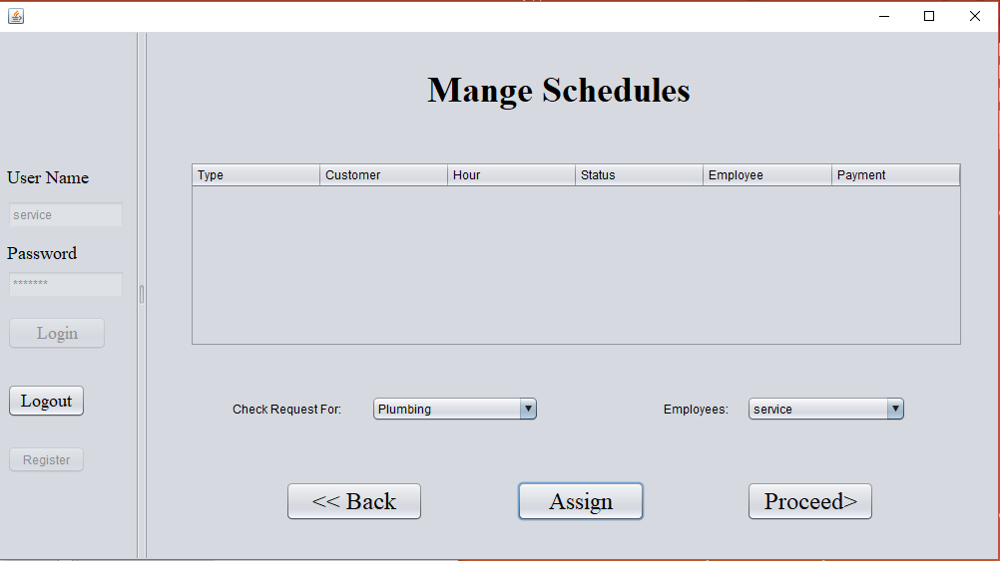 Mange Schedules
User Name
service
Password
*******
Login
Logout
Register
Type Customer Hour Status Employee Payment
Check Request For: Plumbing Employees: service
<< Back Assign Proceed>